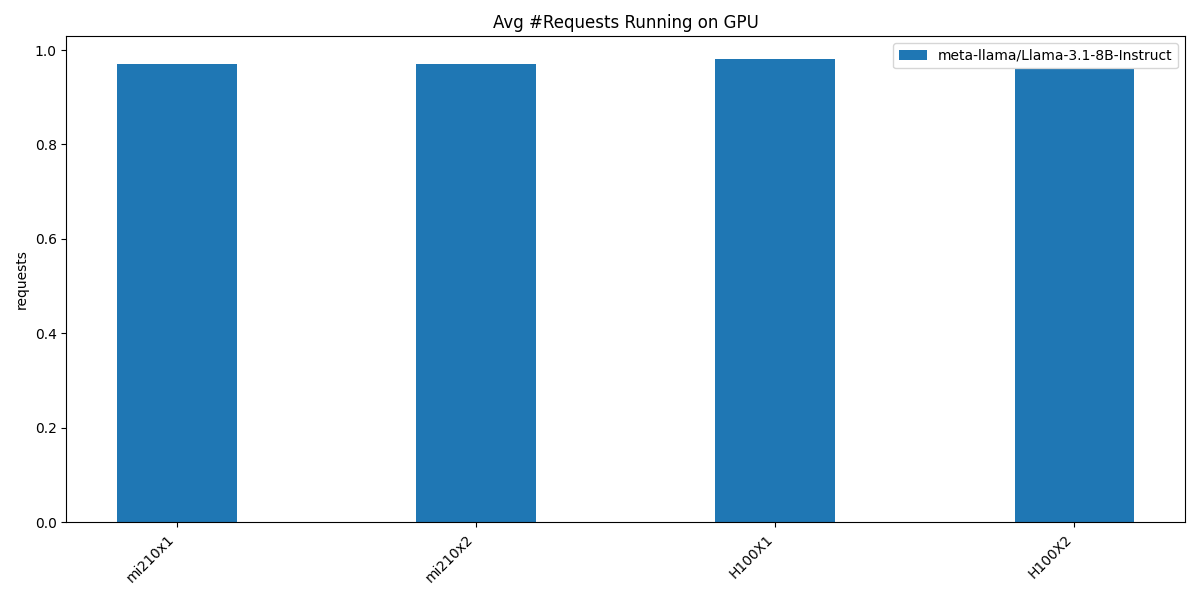 Avg #Requests Running on GPU
meta-llama/Llama-3.1-8B-Instruct
requests
1.0
0.8
0.6
0.4
0.2
0.0
mi210x1
mi210x2
H100X1
H100X2